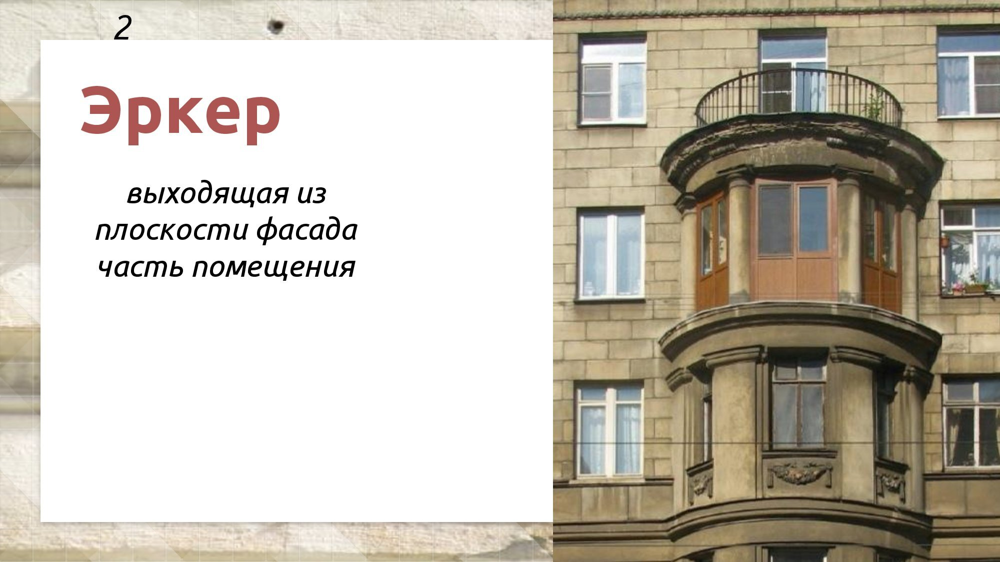 2
Эркер
выходящая из
плоскости фасада
часть помещения